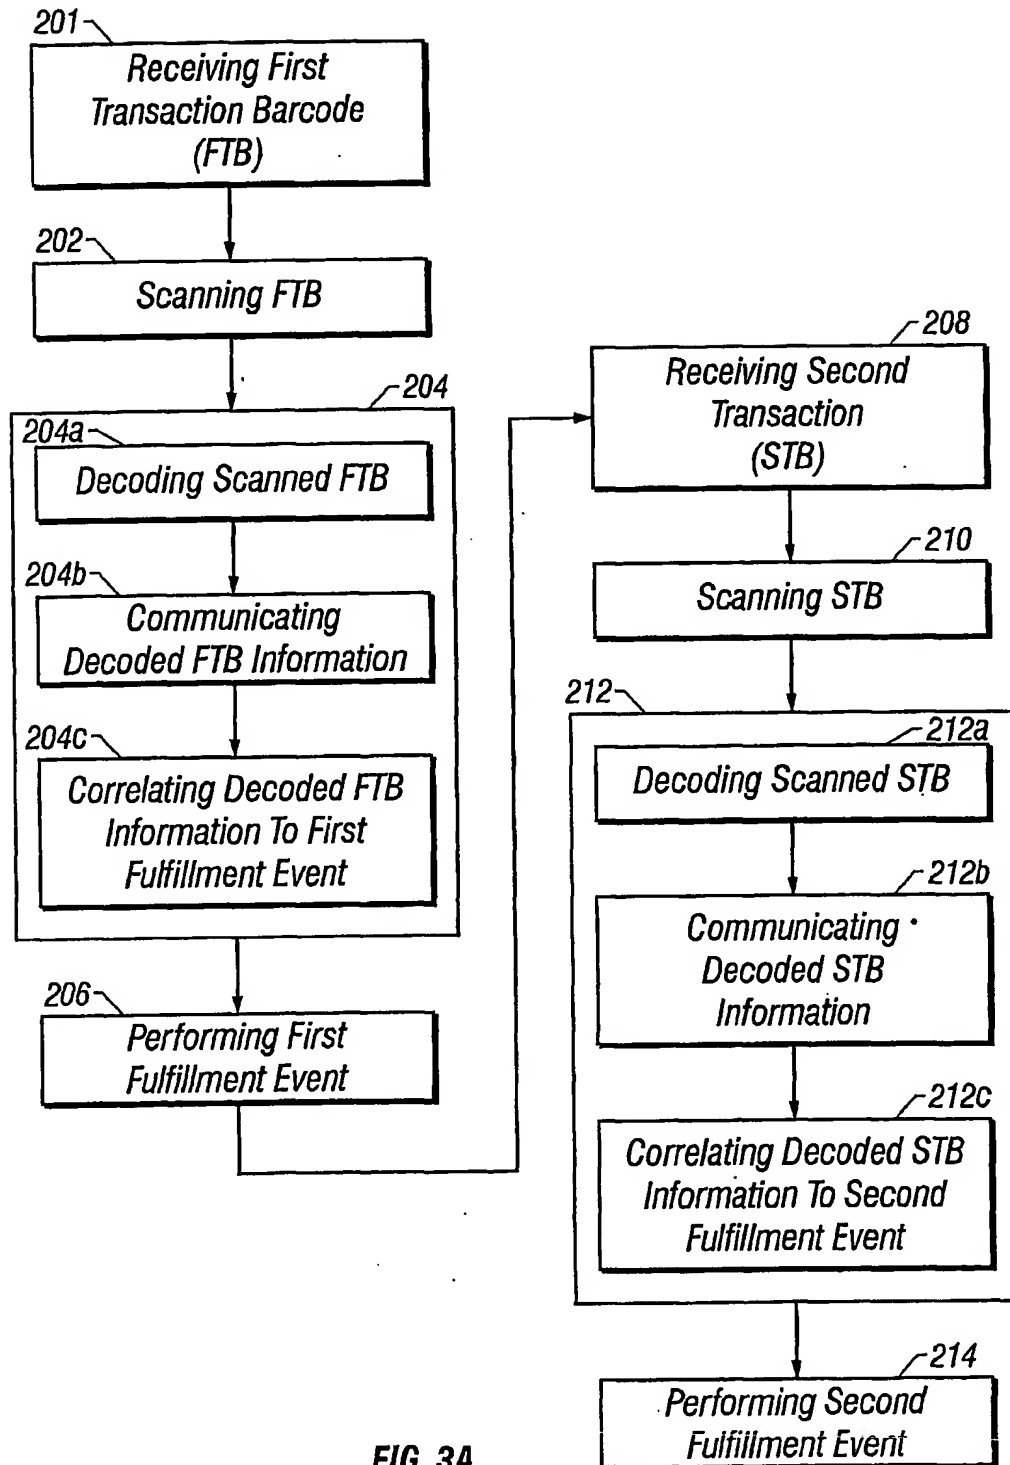 201
Receiving First
Transaction Barcode
(FTB)
202
Scanning FTB
204
204a
Decoding Scanned FTB
204b
Communicating
Decoded FTB Information
204c
Correlating Decoded FTB
Information To First
Fulfillment Event
206
Performing First
Fulfillment Event
208
Receiving Second
Transaction
(STB)
210
Scanning STB
212
212a
Decoding Scanned STB
212b
Communicating
Decoded STB
Information
212c
Correlating Decoded STB
Information To Second
Fulfillment Event
214
Performing Second
Fulfillment Event
FIG. 3A